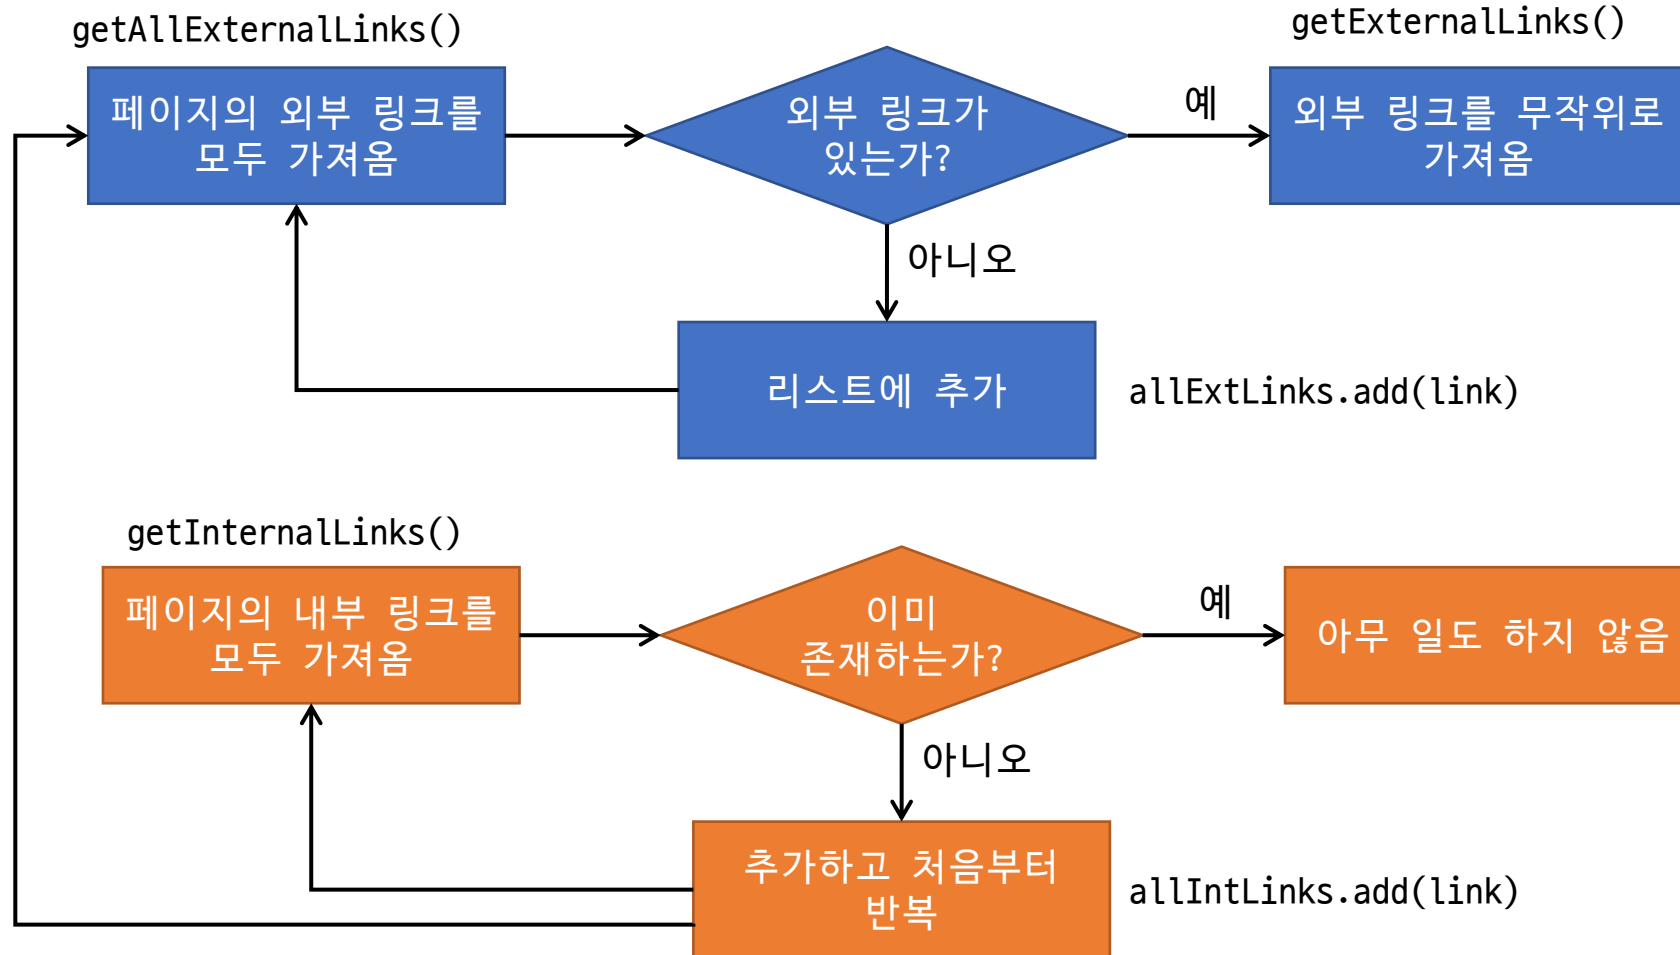 getAllExternalLinks()
getExternalLinks()
페이지의 외부 링크를
모두 가져옴
외부 링크가
있는가?
예
외부 링크를 무작위로
가져옴
아니오
리스트에 추가
allExtLinks.add(link)
getInternalLinks()
페이지의 내부 링크를
모두 가져옴
이미
존재하는가?
예
아무 일도 하지 않음
아니오
추가하고 처음부터
반복
allIntLinks.add(link)